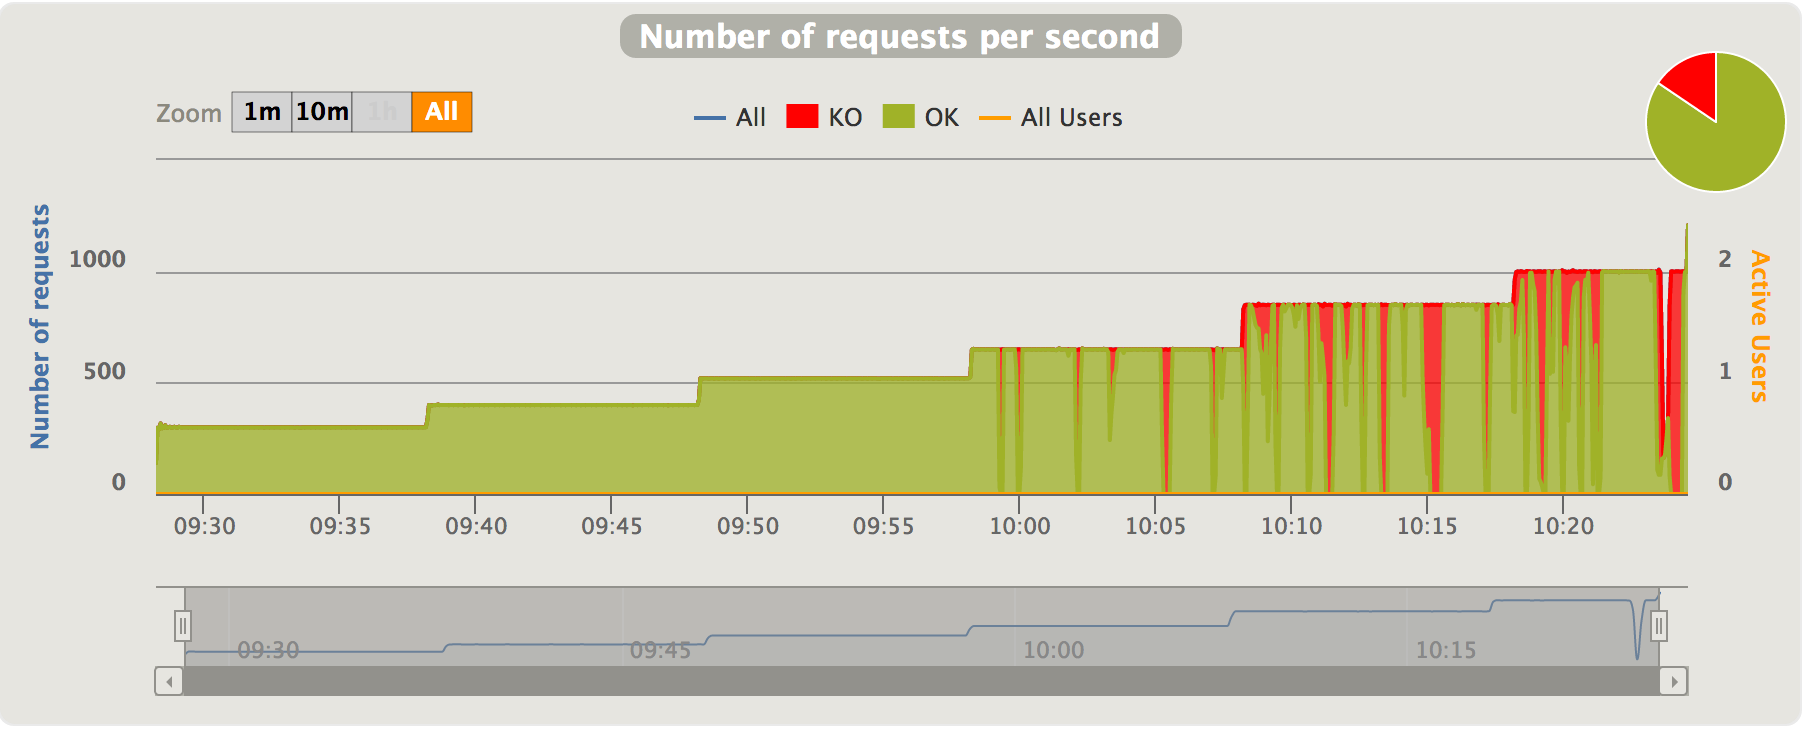 Number of requests per second
Zoom 1m 10m 1h All
All KO OK All Users
Number of requests
1000
500
0
2
1
0
Active Users
09:30 09:35 09:40 09:45 09:50 09:55 10:00 10:05 10:10 10:15 10:20
09:30 09:45 10:00 10:15